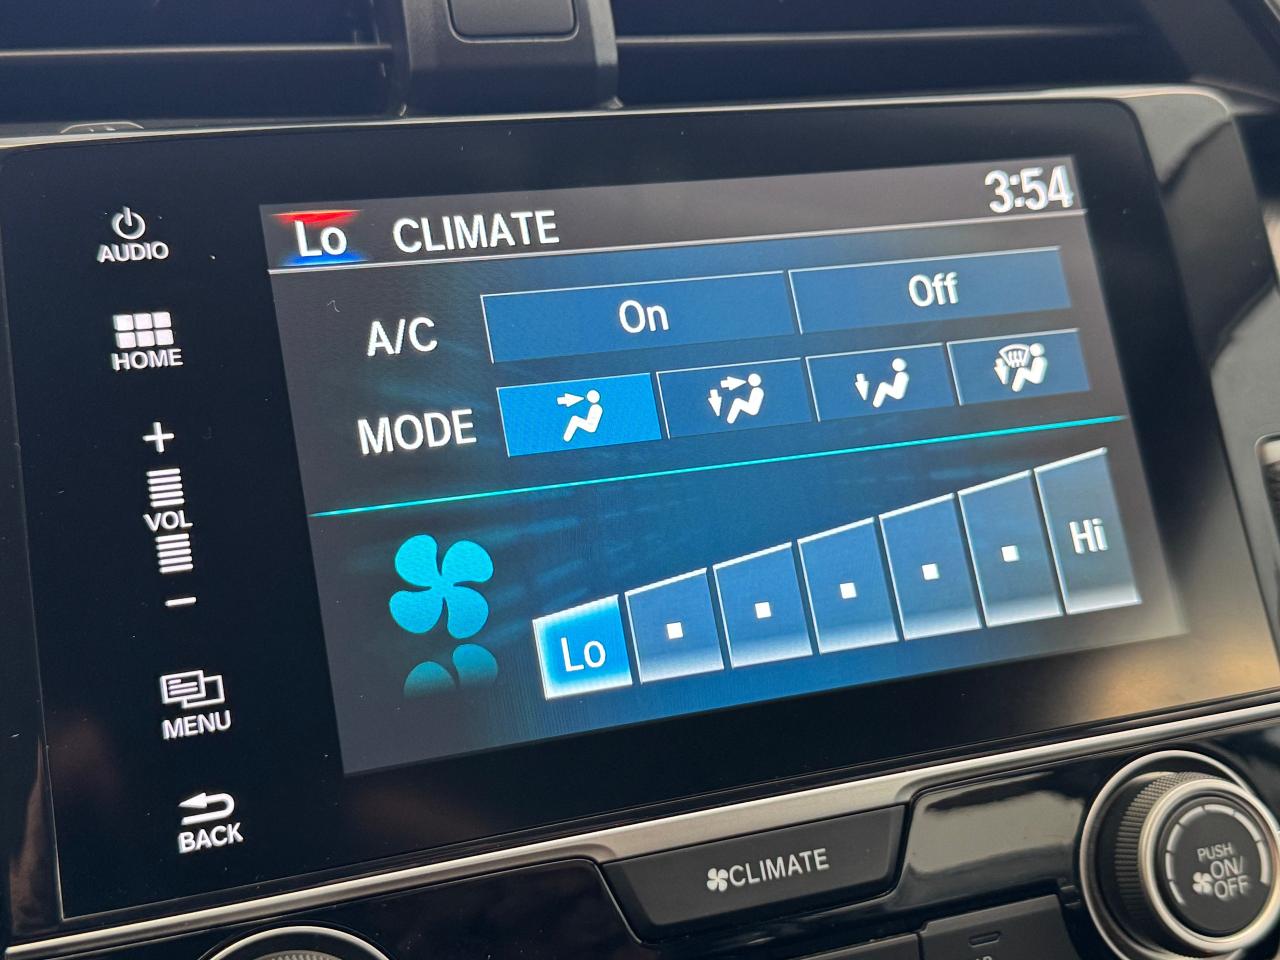 AUDIO
HOME
+
VOL
–
MENU
BACK
Lo CLIMATE 3:54
A/C On Off
MODE
Lo Hi
CLIMATE
PUSH
ON/
OFF